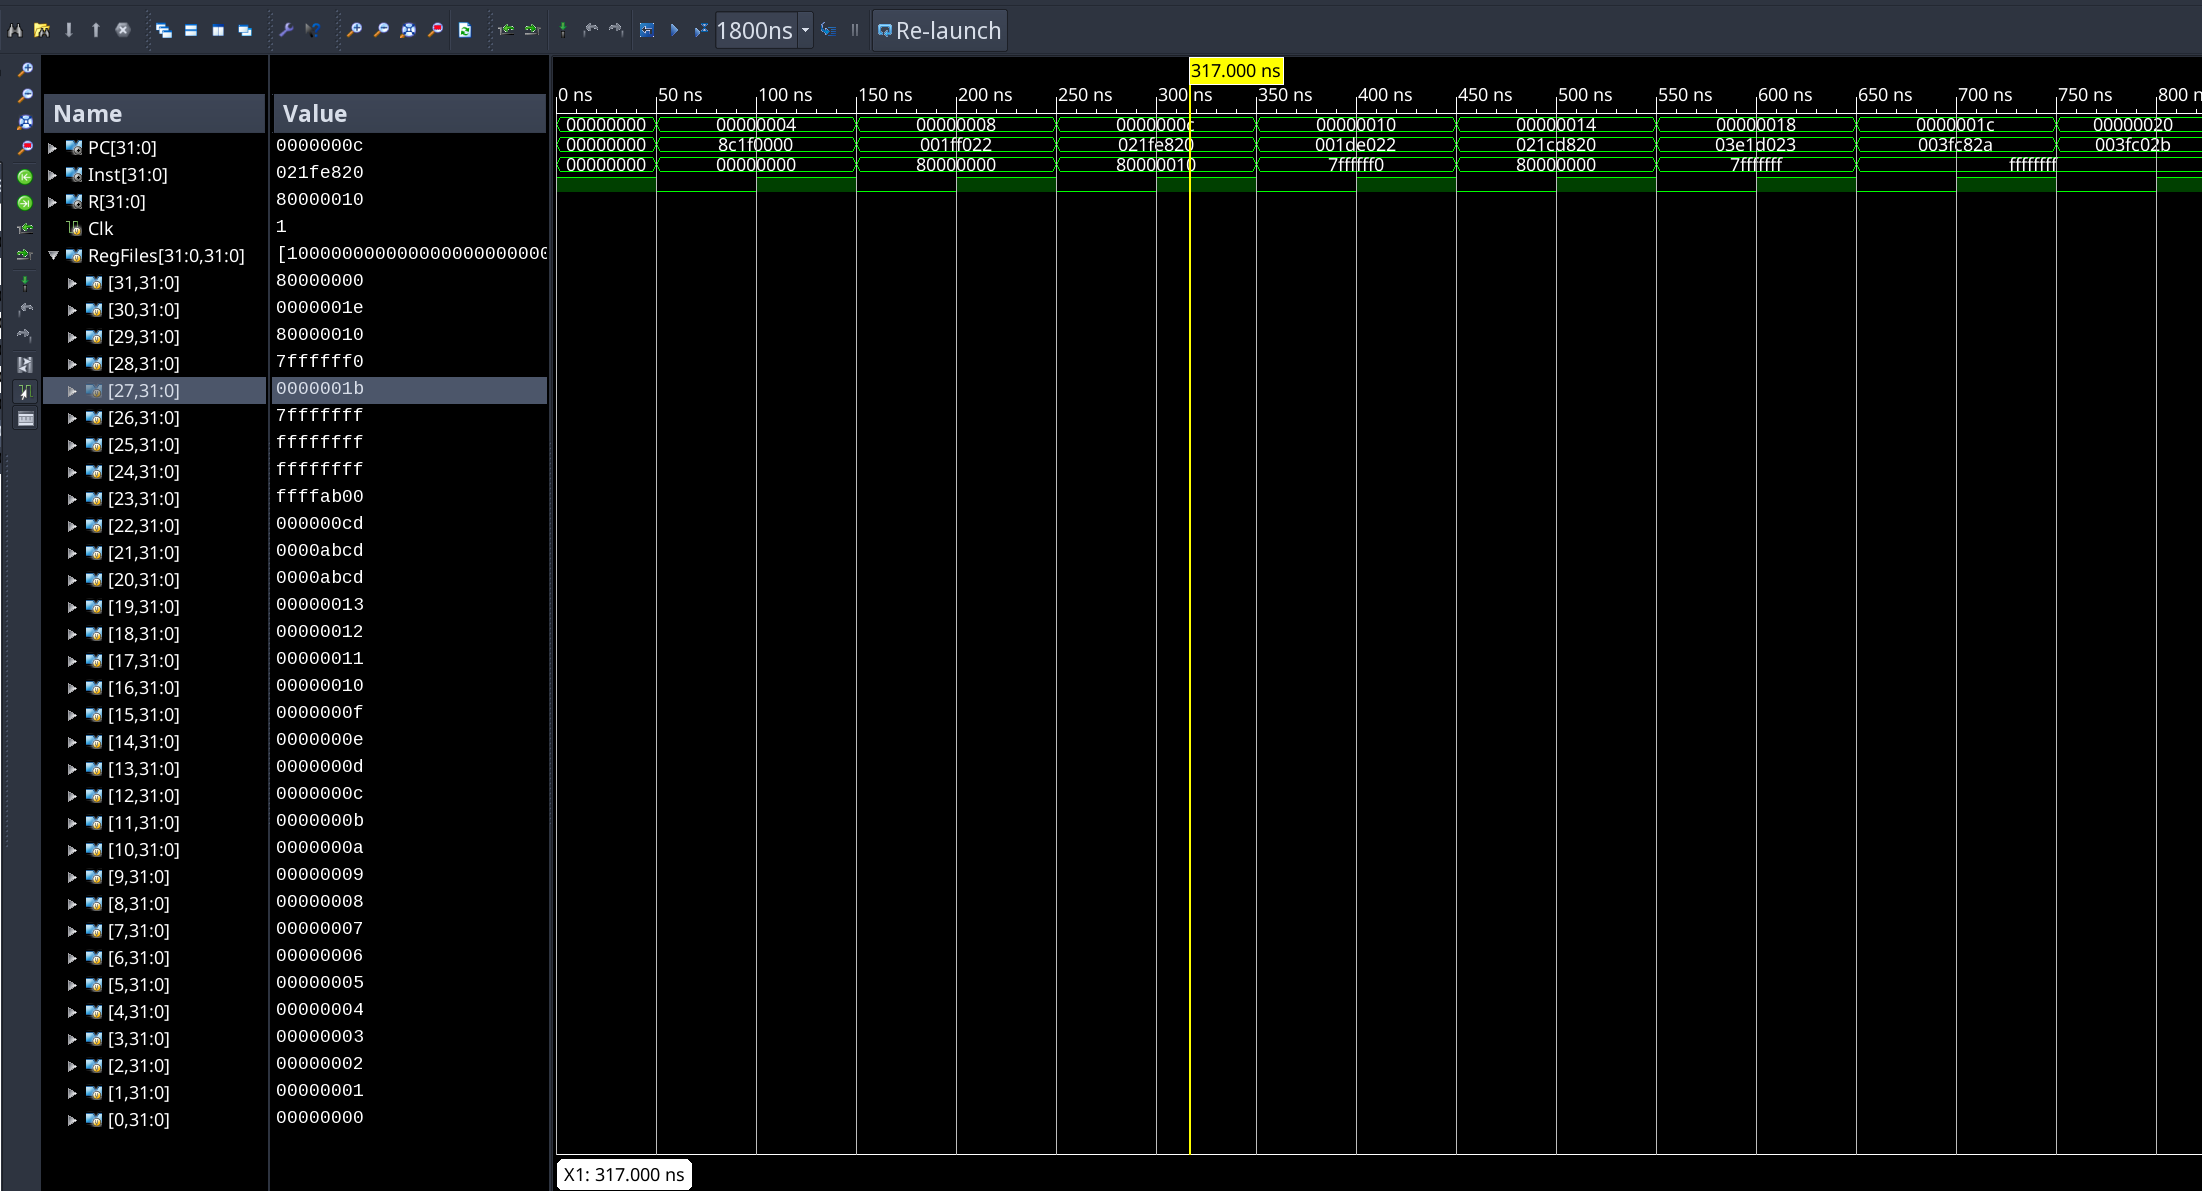 1800ns Re-launch
317.000 ns
Name Value
0 ns 50 ns 100 ns 150 ns 200 ns 250 ns 300 ns 350 ns 400 ns 450 ns 500 ns 550 ns 600 ns 650 ns 700 ns 750 ns 800 n
00000000 00000004 00000008 0000000c 00000010 00000014 00000018 0000001c 00000020
00000000 8c1f0000 001ff022 021fe820 001de022 021cd820 03e1d023 003fc82a 003fc02b
00000000 00000000 80000000 80000010 7ffffff0 80000000 7fffffff ffffffff
PC[31:0] 0000000c
Inst[31:0] 021fe820
R[31:0] 80000010
Clk 1
RegFiles[31:0,31:0] [1000000000000000000000000
[31,31:0] 80000000
[30,31:0] 0000001e
[29,31:0] 80000010
[28,31:0] 7ffffff0
[27,31:0] 0000001b
[26,31:0] 7fffffff
[25,31:0] ffffffff
[24,31:0] ffffffff
[23,31:0] ffffab00
[22,31:0] 000000cd
[21,31:0] 0000abcd
[20,31:0] 0000abcd
[19,31:0] 00000013
[18,31:0] 00000012
[17,31:0] 00000011
[16,31:0] 00000010
[15,31:0] 0000000f
[14,31:0] 0000000e
[13,31:0] 0000000d
[12,31:0] 0000000c
[11,31:0] 0000000b
[10,31:0] 0000000a
[9,31:0] 00000009
[8,31:0] 00000008
[7,31:0] 00000007
[6,31:0] 00000006
[5,31:0] 00000005
[4,31:0] 00000004
[3,31:0] 00000003
[2,31:0] 00000002
[1,31:0] 00000001
[0,31:0] 00000000
X1: 317.000 ns